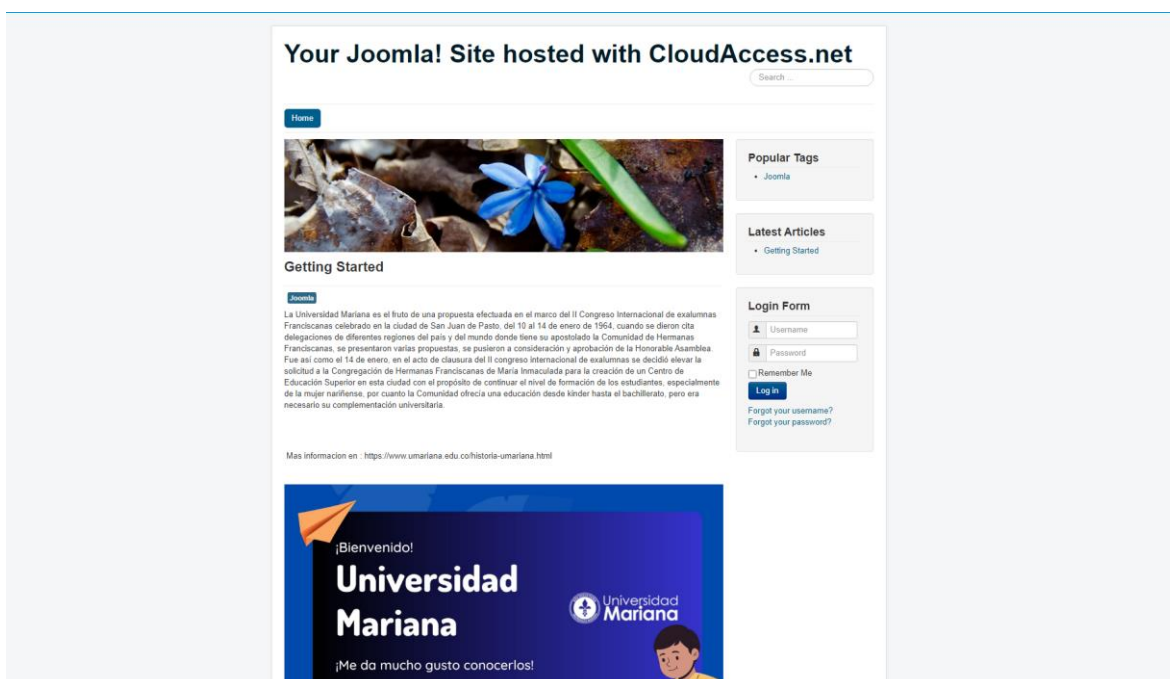 Your Joomla! Site hosted with CloudAccess.net
Search ...
Home
Getting Started
Joomla
La Universidad Mariana es el fruto de una propuesta efectuada en el marco del II Congreso Internacional de exalumnas
Franciscanas celebrado en la ciudad de San Juan de Pasto, del 10 al 14 de enero de 1964, cuando se dieron cita
delegaciones de diferentes regiones del país y del mundo donde tiene su apostolado la Comunidad de Hermanas
Franciscanas, se presentaron varias propuestas, se pusieron a consideración y aprobación de la Honorable Asamblea.
Fue así como el 14 de enero, en el acto de clausura del II congreso Internacional de exalumnas se decidió elevar la
solicitud a la Congregación de Hermanas Franciscanas de María Inmaculada para la creación de un Centro de
Educación Superior en esta ciudad con el propósito de continuar el nivel de formación de los estudiantes, especialmente
de la mujer nariñense, por cuanto la Comunidad ofrecía una educación desde kínder hasta el bachillerato, pero era
necesario su complementación universitaria.
Mas informacion en : https://www.umariana.edu.co/historia-umariana.html
¡Bienvenido!
Universidad
Mariana
¡Me da mucho gusto conocerlos!
Universidad
Mariana
Popular Tags
Joomla
Latest Articles
Getting Started
Login Form
Username
Password
Remember Me
Log in
Forgot your username?
Forgot your password?